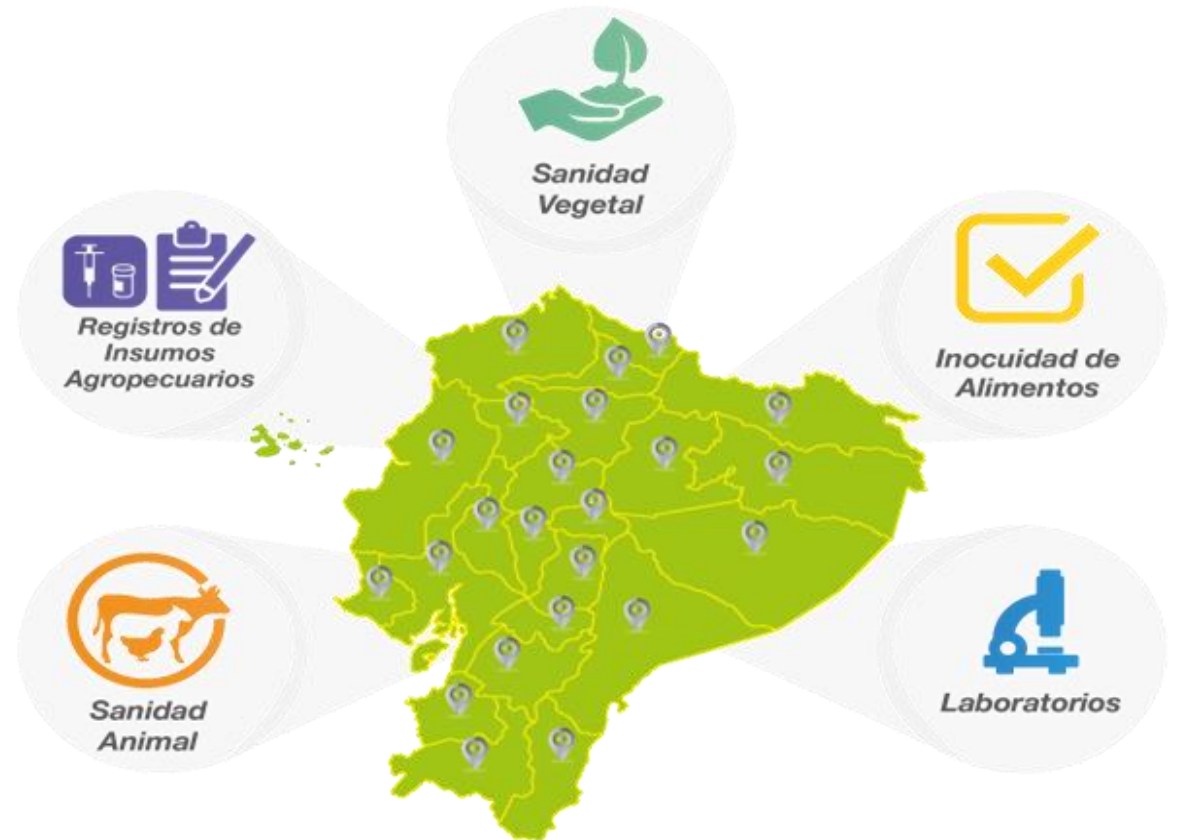 Sanidad
Vegetal
Registros de
Insumos
Agropecuarios
Inocuidad de
Alimentos
Sanidad
Animal
Laboratorios